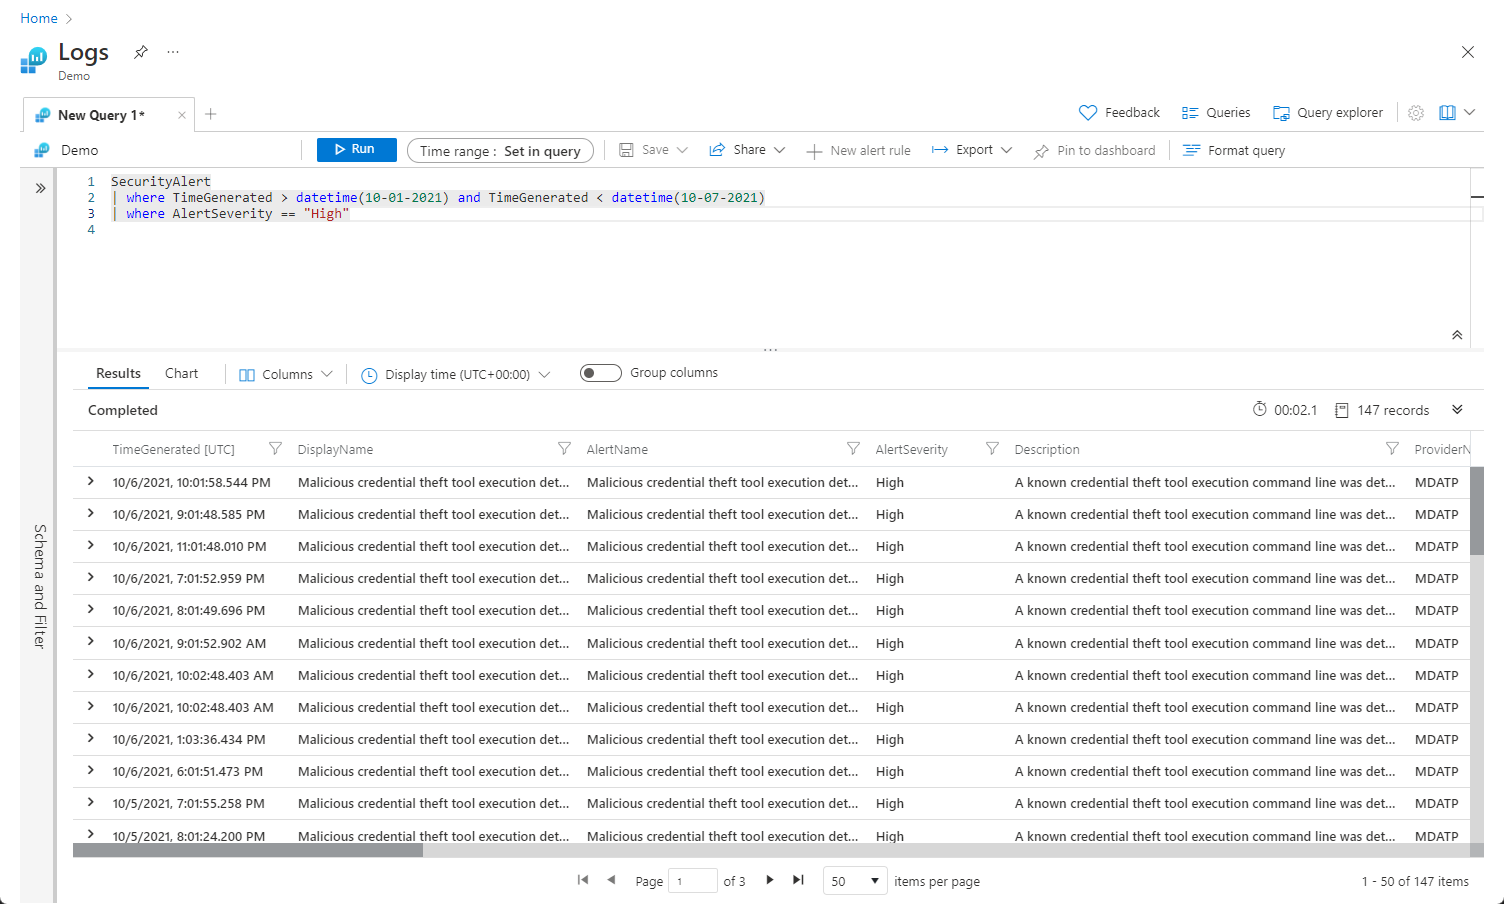 Home
Logs
Demo
New Query 1*
Feedback Queries Query explorer
Demo Run Time range : Set in query Save Share New alert rule Export Pin to dashboard Format query
1 SecurityAlert
2 | where TimeGenerated > datetime(10-01-2021) and TimeGenerated < datetime(10-07-2021)
3 | where AlertSeverity == "High"
4
Schema and Filter
Results Chart Columns Display time (UTC+00:00) Group columns
Completed 00:02.1 147 records
TimeGenerated [UTC] DisplayName AlertName AlertSeverity Description ProviderN
10/6/2021, 10:01:58.544 PM Malicious credential theft tool execution det... Malicious credential theft tool execution det... High A known credential theft tool execution command line was det... MDATP
10/6/2021, 9:01:48.585 PM Malicious credential theft tool execution det... Malicious credential theft tool execution det... High A known credential theft tool execution command line was det... MDATP
10/6/2021, 11:01:48.010 PM Malicious credential theft tool execution det... Malicious credential theft tool execution det... High A known credential theft tool execution command line was det... MDATP
10/6/2021, 7:01:52.959 PM Malicious credential theft tool execution det... Malicious credential theft tool execution det... High A known credential theft tool execution command line was det... MDATP
10/6/2021, 8:01:49.696 PM Malicious credential theft tool execution det... Malicious credential theft tool execution det... High A known credential theft tool execution command line was det... MDATP
10/6/2021, 9:01:52.902 AM Malicious credential theft tool execution det... Malicious credential theft tool execution det... High A known credential theft tool execution command line was det... MDATP
10/6/2021, 10:02:48.403 AM Malicious credential theft tool execution det... Malicious credential theft tool execution det... High A known credential theft tool execution command line was det... MDATP
10/6/2021, 10:02:48.403 AM Malicious credential theft tool execution det... Malicious credential theft tool execution det... High A known credential theft tool execution command line was det... MDATP
10/6/2021, 1:03:36.434 PM Malicious credential theft tool execution det... Malicious credential theft tool execution det... High A known credential theft tool execution command line was det... MDATP
10/6/2021, 6:01:51.473 PM Malicious credential theft tool execution det... Malicious credential theft tool execution det... High A known credential theft tool execution command line was det... MDATP
10/5/2021, 7:01:55.258 PM Malicious credential theft tool execution det... Malicious credential theft tool execution det... High A known credential theft tool execution command line was det... MDATP
10/5/2021, 8:01:24.200 PM Malicious credential theft tool execution det... Malicious credential theft tool execution det... High A known credential theft tool execution command line was det... MDATP
Page 1 of 3 50 items per page 1 - 50 of 147 items